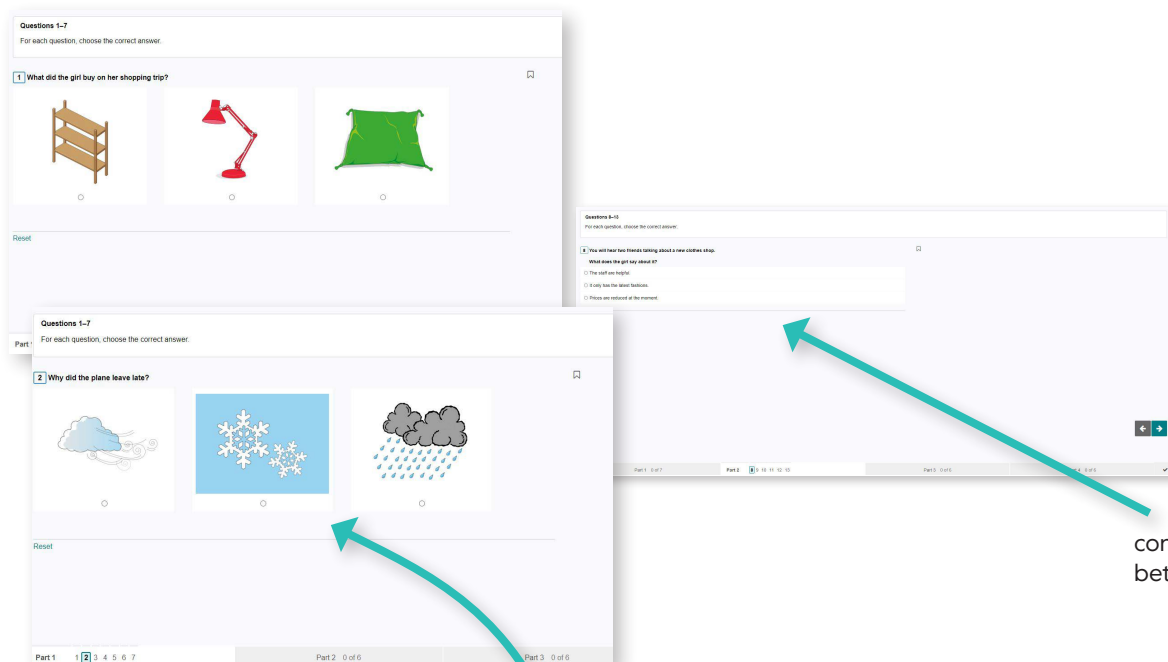 Questions 1–7
For each question, choose the correct answer.
1 What did the girl buy on her shopping trip?
Reset
Part 1
Questions 1–7
For each question, choose the correct answer.
2 Why did the plane leave late?
Reset
Part 1 1 2 3 4 5 6 7
Part 2 0 of 6
Part 3 0 of 6
Questions 8–13
For each question, choose the correct answer.
8 You will hear two friends talking about a new clothes shop.
What does the girl say about it?
The staff are helpful.
It only has the latest fashions.
Prices are reduced at the moment.
Part 1 0 of 7
Part 2 8 9 10 11 12 13
Part 3 0 of 6
0 of 6